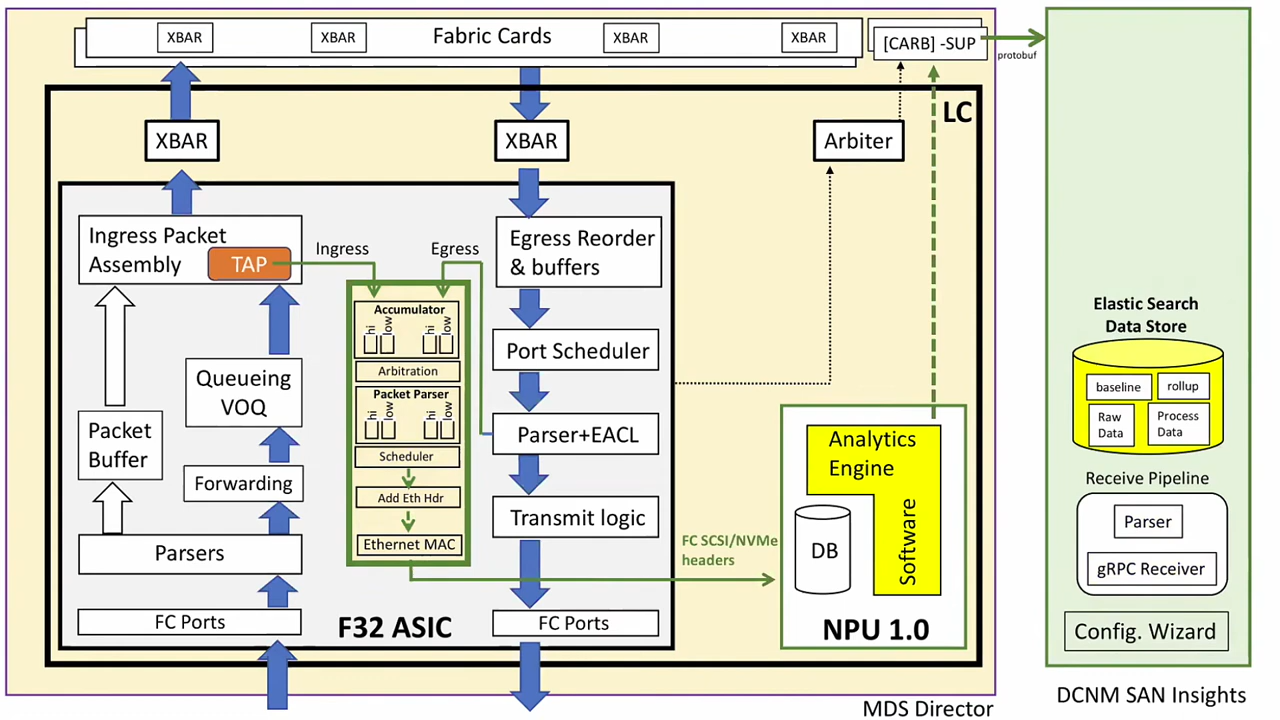 XBAR
XBAR
Fabric Cards
XBAR
XBAR
[CARB] -SUP
protobuf
LC
XBAR
XBAR
Arbiter
Ingress Packet
Assembly
TAP
Ingress
Egress
Egress Reorder
& buffers
Accumulator
hi
low
hi
low
Arbitration
Packet Parser
hi
low
hi
low
Scheduler
Add Eth Hdr
Ethernet MAC
Port Scheduler
Queueing
VOQ
Packet
Buffer
Parser+EACL
Forwarding
Transmit logic
Parsers
FC Ports
F32 ASIC
FC Ports
FC SCSI/NVMe
headers
Analytics
Engine
Software
DB
NPU 1.0
MDS Director
Elastic Search
Data Store
baseline
rollup
Raw
Data
Process
Data
Receive Pipeline
Parser
gRPC Receiver
Config. Wizard
DCNM SAN Insights